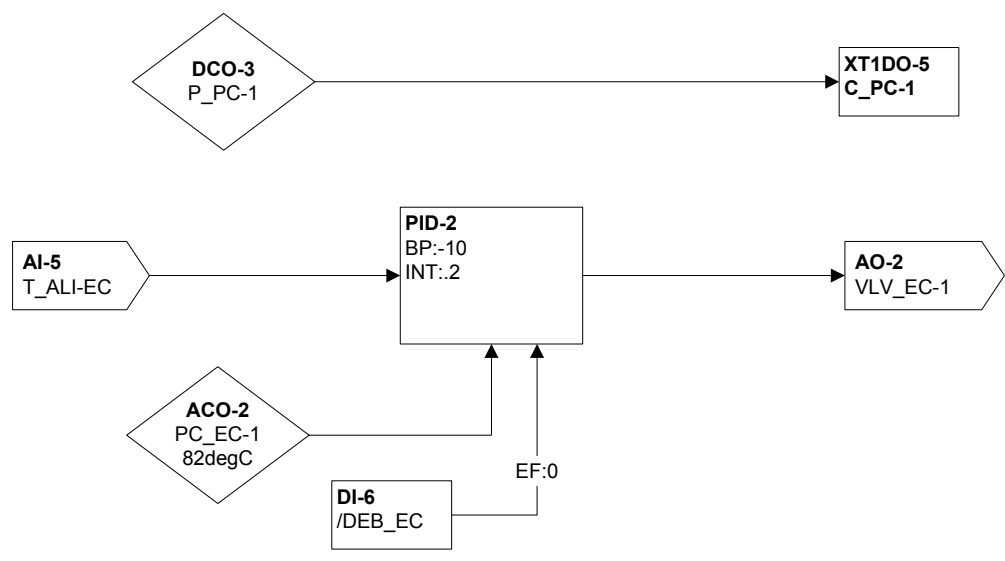 DCO-3
P_PC-1
XT1DO-5
C_PC-1
PID-2
BP:-10
INT:.2
AI-5
T_ALI-EC
AO-2
VLV_EC-1
ACO-2
PC_EC-1
82degC
EF:0
DI-6
/DEB_EC